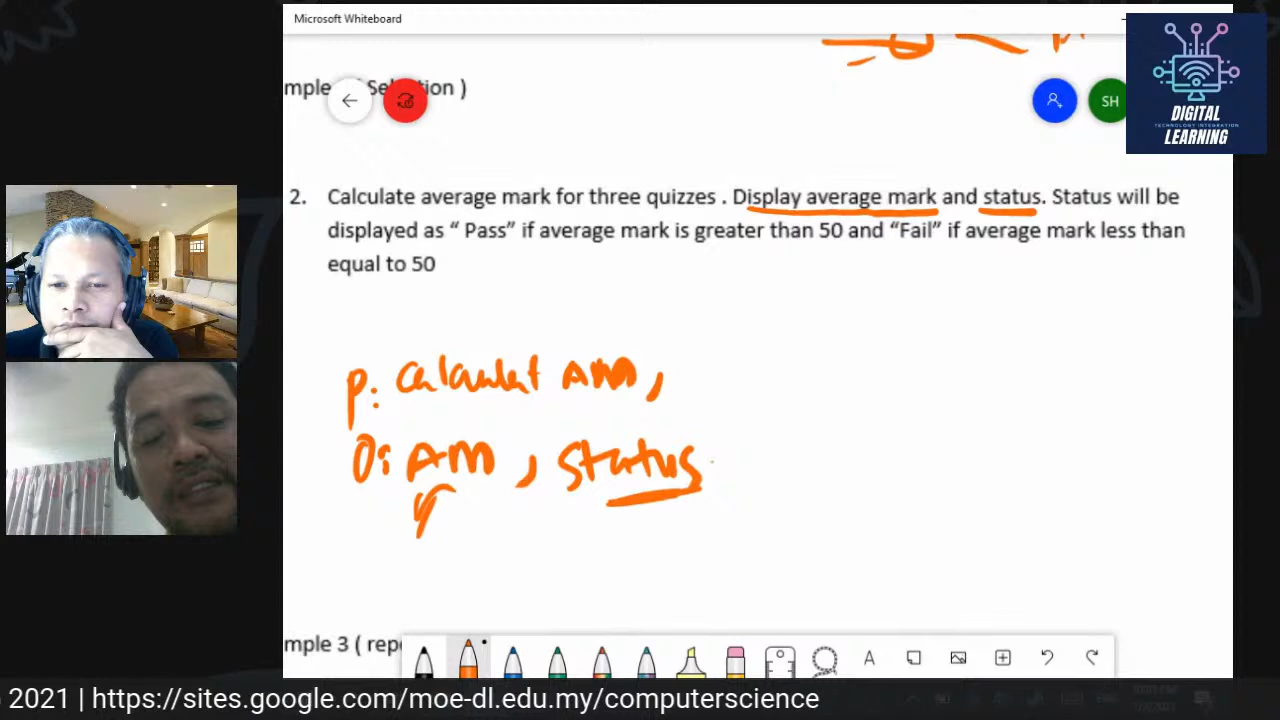 Microsoft Whiteboard
mple
Selection )
SH
DIGITAL
TECHNOLOGY INTEGRATION
LEARNING
2. Calculate average mark for three quizzes . Display average mark and status. Status will be
displayed as “ Pass” if average mark is greater than 50 and “Fail” if average mark less than
equal to 50
P: Calculat AM,
O: AM , Status
mple 3 ( rep
A
2021 | https://sites.google.com/moe-dl.edu.my/computerscience